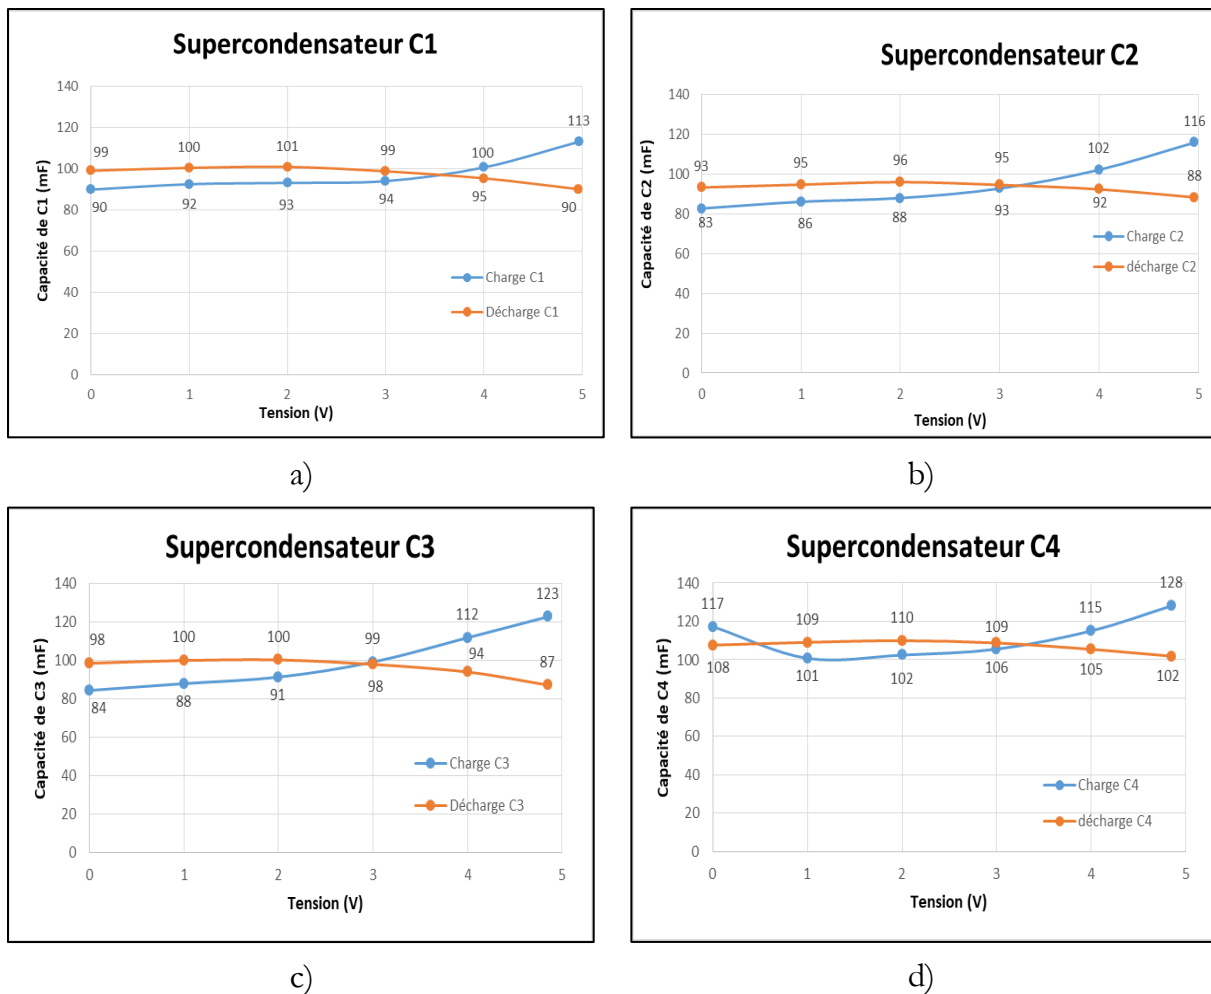 Supercondensateur C1
Capacité de C1 (mF)
140
120
100
80
60
40
20
0
99
100
101
99
100
113
90
92
93
94
95
90
Charge C1
Décharge C1
0 1 2 3 4 5
Tension (V)
a)
Supercondensateur C2
Capacité de C2 (mF)
140
120
100
80
60
40
20
0
93
95
96
95
102
116
83
86
88
93
92
88
Charge C2
décharge C2
0 1 2 3 4 5
Tension (V)
b)
Supercondensateur C3
Capacité de C3 (mF)
140
120
100
80
60
40
20
0
98
100
100
99
112
123
84
88
91
98
94
87
Charge C3
Décharge C3
0 1 2 3 4 5
Tension (V)
c)
Supercondensateur C4
Capacité de C4 (mF)
140
120
100
80
60
40
20
0
117
109
110
109
115
128
108
101
102
106
105
102
Charge C4
décharge C4
0 1 2 3 4 5
Tension (V)
d)